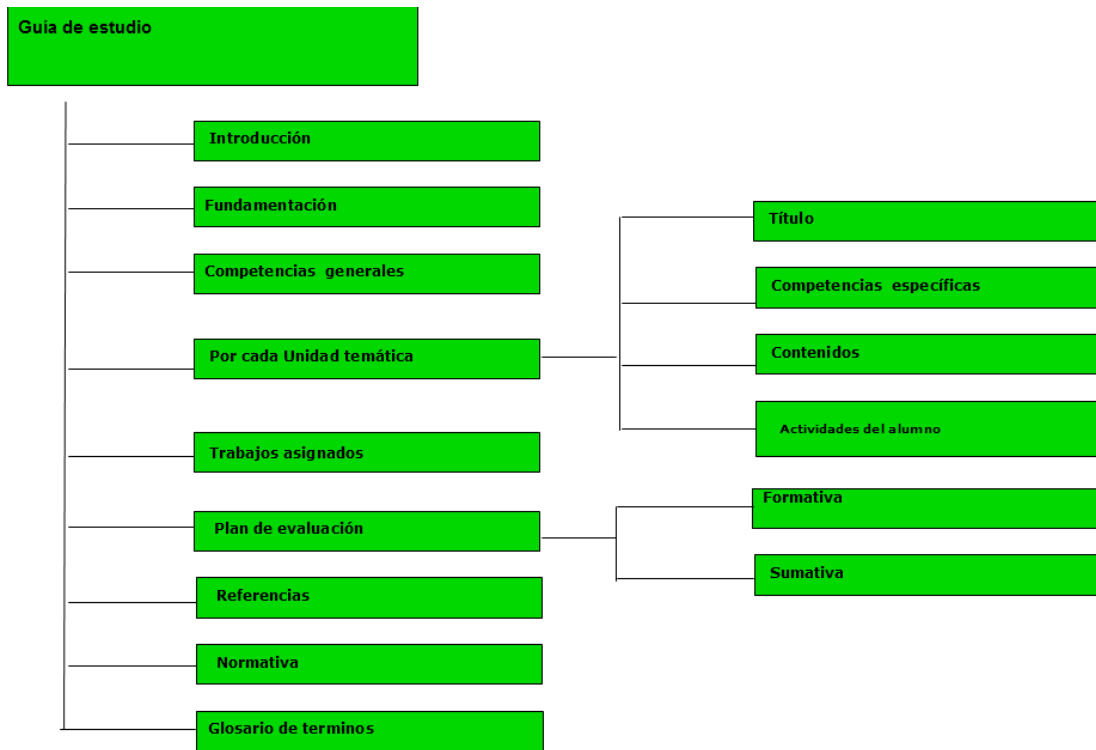 Guía de estudio
Introducción
Fundamentación
Competencias generales
Por cada Unidad temática
Título
Competencias específicas
Contenidos
Actividades del alumno
Trabajos asignados
Plan de evaluación
Formativa
Sumativa
Referencias
Normativa
Glosario de terminos